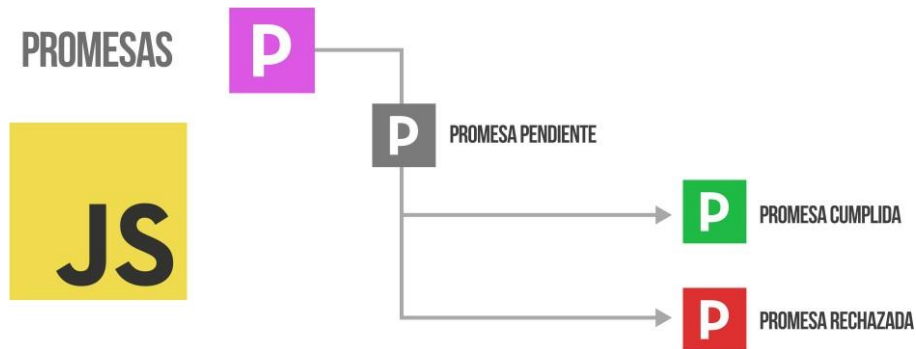 PROMESAS
P
P
PROMESA PENDIENTE
JS
P
PROMESA CUMPLIDA
P
PROMESA RECHAZADA